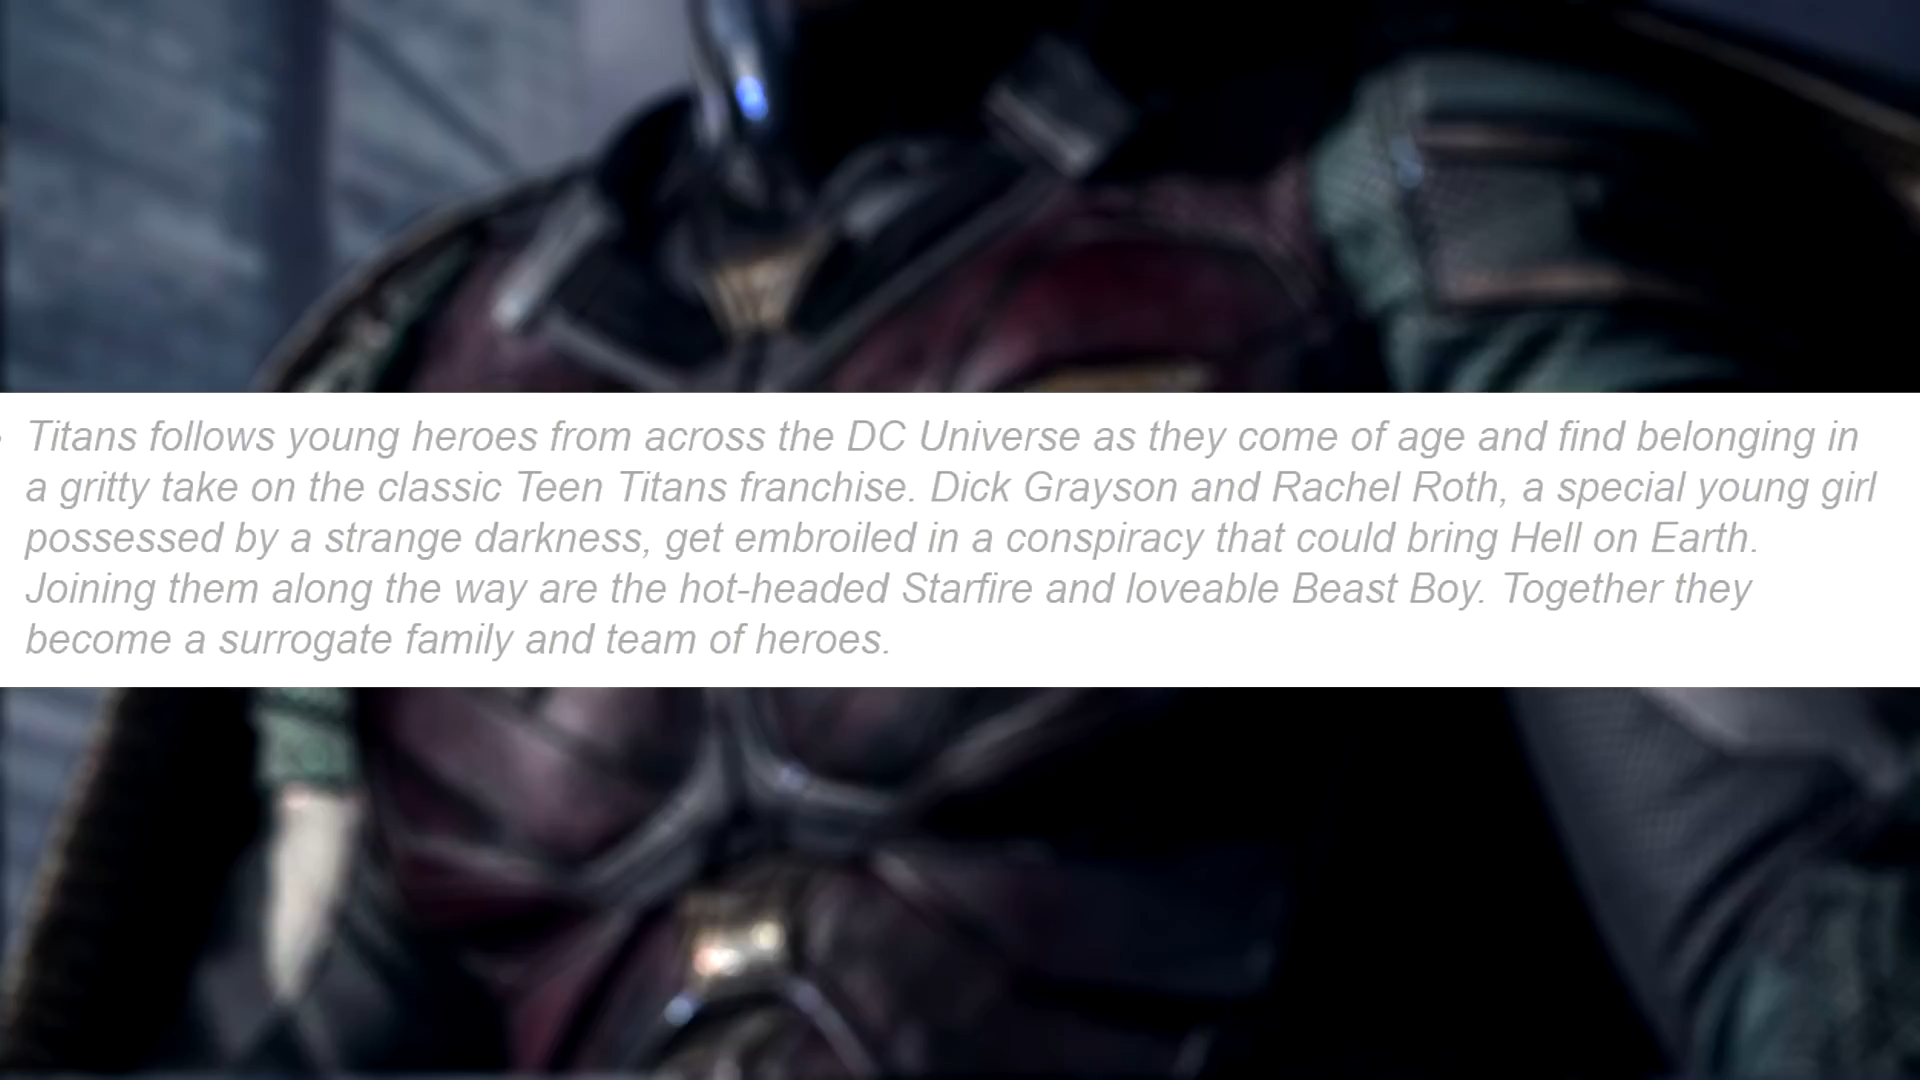 Titans follows young heroes from across the DC Universe as they come of age and find belonging in
a gritty take on the classic Teen Titans franchise. Dick Grayson and Rachel Roth, a special young girl
possessed by a strange darkness, get embroiled in a conspiracy that could bring Hell on Earth.
Joining them along the way are the hot-headed Starfire and loveable Beast Boy. Together they
become a surrogate family and team of heroes.